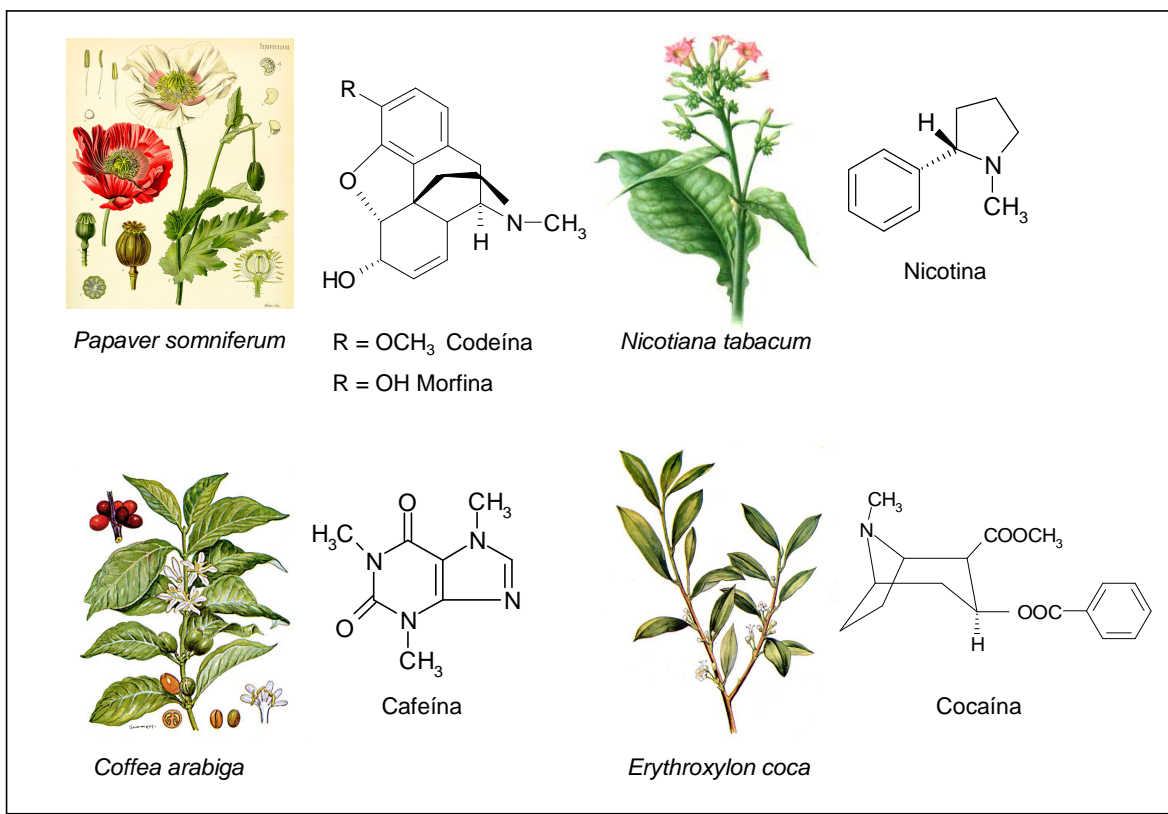 Papaveraceae.
R
O
HO
H
N
CH3
Papaver somniferum
R = OCH3 Codeína
R = OH Morfina
Nicotiana tabacum
H
N
CH3
Nicotina
H3C
O
CH3
N
N
O
N
N
CH3
Cafeína
Coffea arabiga
CH3
N
COOCH3
OOC
H
Cocaína
Erythroxylon coca